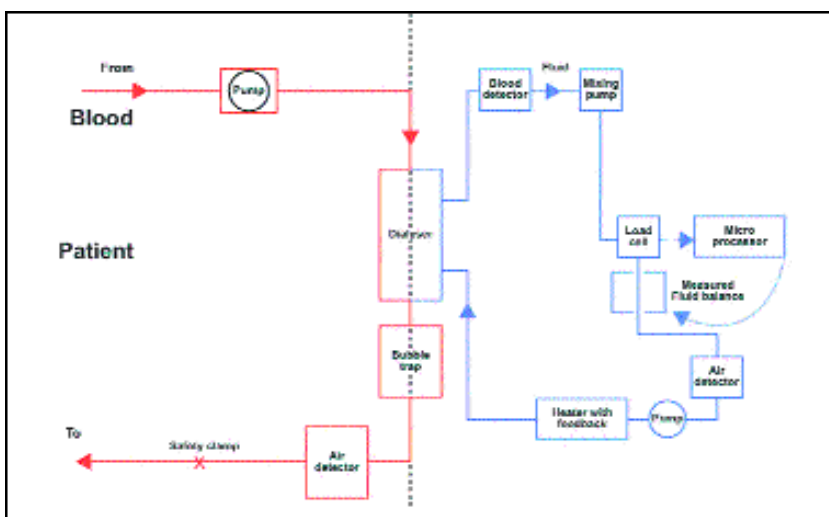 From
Pump
Blood
Patient
Dialyser
Bubble
trap
To
Safety clamp
Air
detector
Blood
detector
Fluid
Mixing
pump
Load
cell
Micro
processor
Measured
Fluid balance
Air
detector
Pump
Heater with
feedback